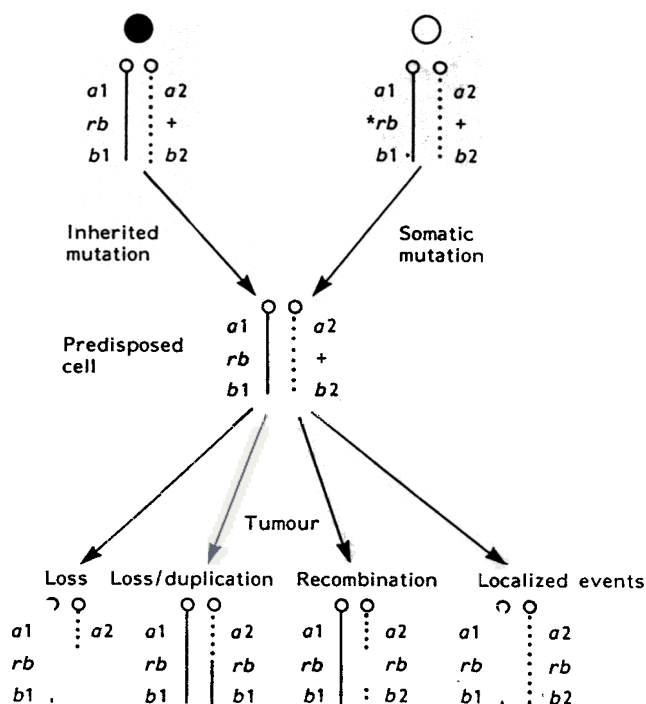 a1 a2 a1 a2
rb + *rb +
b1 b2 b1 b2
Inherited
mutation
Somatic
mutation
Predisposed
cell
a1 a2
rb +
b1 b2
Tumour
Loss Loss/duplication Recombination Localized events
a1 a2 a1 a2 a1 a2 a1 a2
rb rb rb rb rb rb rb
b1 b1 b1 b1 b2 b1 b2